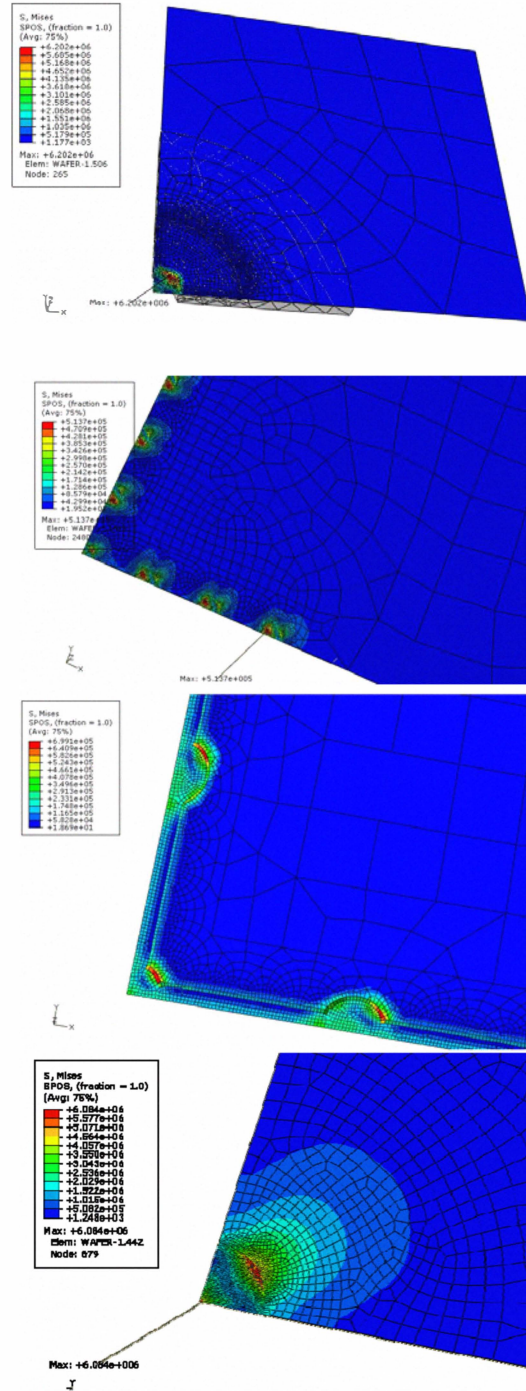 S, Mises
SPOS, (fraction = 1.0)
(Avg: 75%)
+6.202e+06
+5.685e+06
+5.168e+06
+4.652e+06
+4.135e+06
+3.618e+06
+3.101e+06
+2.585e+06
+2.068e+06
+1.551e+06
+1.035e+06
+5.179e+05
+1.177e+03
Max: +6.202e+06
Elem: WAFER-1.506
Node: 265
Y
Z
X
Max: +6.202e+006
S, Mises
SPOS, (fraction = 1.0)
(Avg: 75%)
+5.137e+05
+4.709e+05
+4.281e+05
+3.853e+05
+3.426e+05
+2.998e+05
+2.570e+05
+2.142e+05
+1.714e+05
+1.286e+05
+8.579e+04
+4.299e+04
+1.952e
Max: +5.137e
Elem: WAFER
Node: 248
Y
Z
X
Max: +5.137e+005
S, Mises
SPOS, (fraction = 1.0)
(Avg: 75%)
+6.991e+05
+6.409e+05
+5.826e+05
+5.243e+05
+4.661e+05
+4.078e+05
+3.496e+05
+2.913e+05
+2.331e+05
+1.748e+05
+1.165e+05
+5.828e+04
+1.869e+01
Y
Z
X
S, Mises
SPOS, (fraction = 1.0)
(Avg: 75%)
+6.084e+06
+5.577e+06
+5.071e+06
+4.564e+06
+4.057e+06
+3.550e+06
+3.043e+06
+2.536e+06
+2.029e+06
+1.522e+06
+1.015e+06
+5.082e+05
+1.248e+03
Max: +6.084e+06
Elem: WAFER-1.442
Node: 879
Max: +6.084e+006
Y